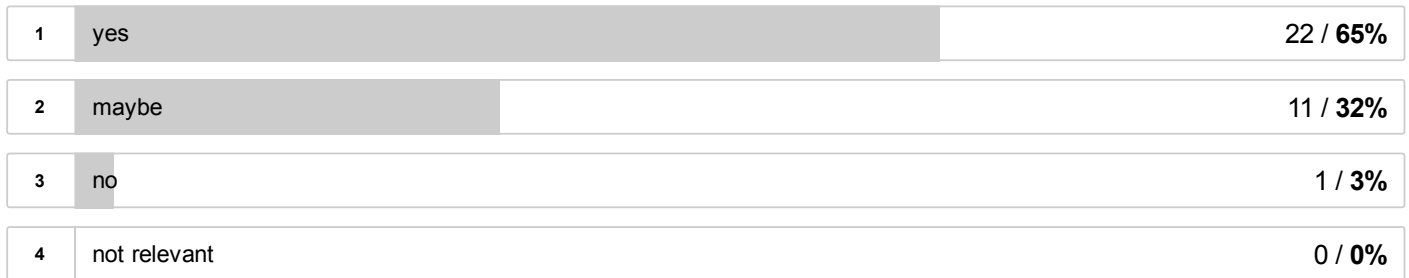 1 yes 22 / 65%
2 maybe 11 / 32%
3 no 1 / 3%
4 not relevant 0 / 0%